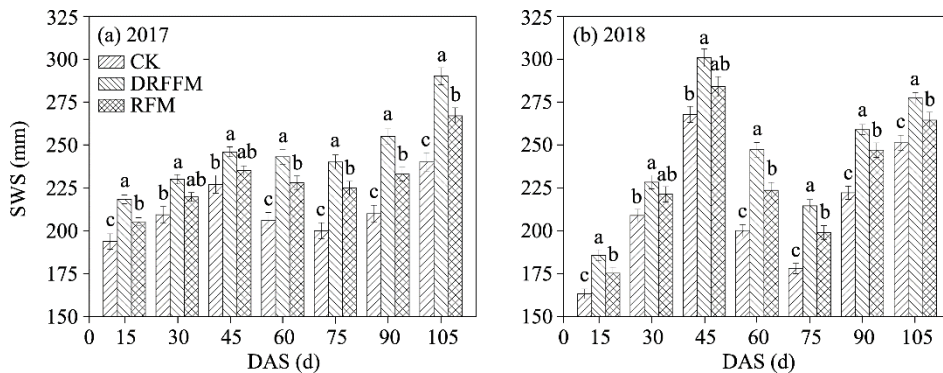 (a) 2017
CK
DRFFM
RFM
SWS (mm)
325
300
275
250
225
200
175
150
c a b
b a ab
b a ab
c a b
c a b
c a b
c a b
0 15 30 45 60 75 90 105
DAS (d)
(b) 2018
325
300
275
250
225
200
175
150
c a b
b a ab
b a ab
c a b
c a b
c a b
c a b
0 15 30 45 60 75 90 105
DAS (d)